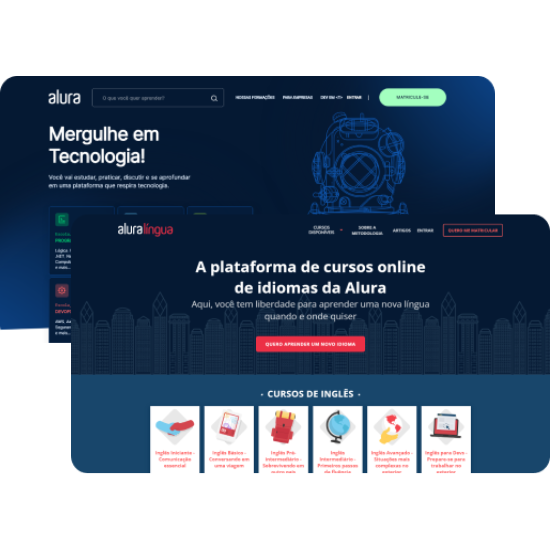 alura
O que você quer aprender?
NOSSAS FORMAÇÕES PARA EMPRESAS DEV EM <T> ENTRAR
MATRICULE-SE
Mergulhe em
Tecnologia!
Você vai estudar, praticar, discutir e se aprofundar
em uma plataforma que respira tecnologia.
aluralíngua
CURSOS
DISPONÍVEIS
SOBRE A
METODOLOGIA
ARTIGOS
ENTRAR
QUERO ME MATRICULAR
A plataforma de cursos online
de idiomas da Alura
Aqui, você tem liberdade para aprender uma nova língua
quando e onde quiser
QUERO APRENDER UM NOVO IDIOMA
· CURSOS DE INGLÊS ·
Inglês Iniciante -
Comunicação
essencial
Inglês Básico -
Conversando em
uma viagem
Inglês Pré-
Intermediário -
Sobrevivendo em
outro país
Inglês
Intermediário -
Primeiros passos
da fluência
Inglês Avançado -
Situações mais
complexas no
exterior
Inglês para Devs -
Prepare-se para
trabalhar no
exterior